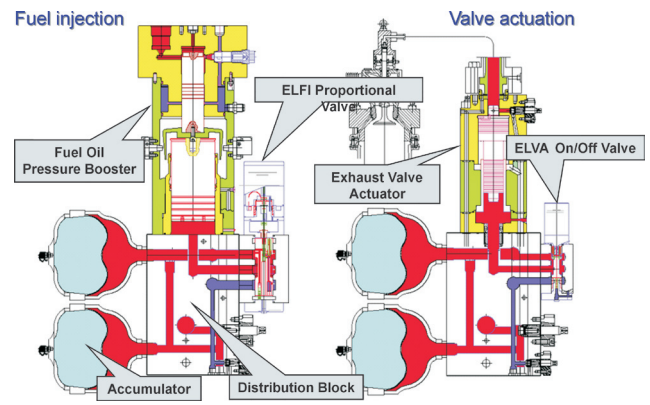 Fuel injection
Valve actuation
ELFI Proportional
Valve
Fuel Oil
Pressure Booster
ELVA On/Off Valve
Exhaust Valve
Actuator
Accumulator
Distribution Block